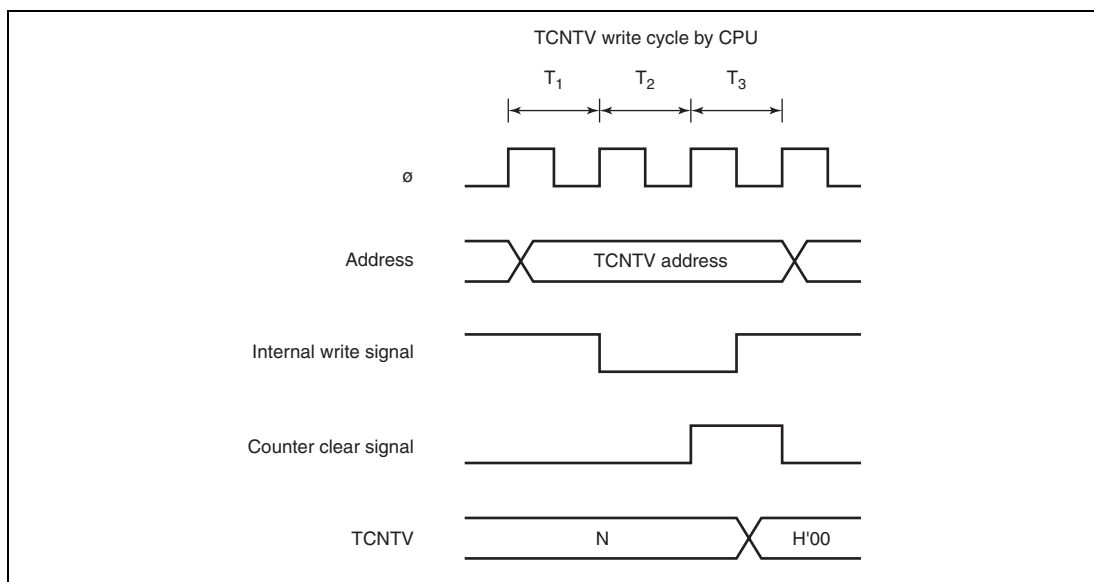 TCNTV write cycle by CPU
T1 T2 T3
ø
Address TCNTV address
Internal write signal
Counter clear signal
TCNTV N H'00